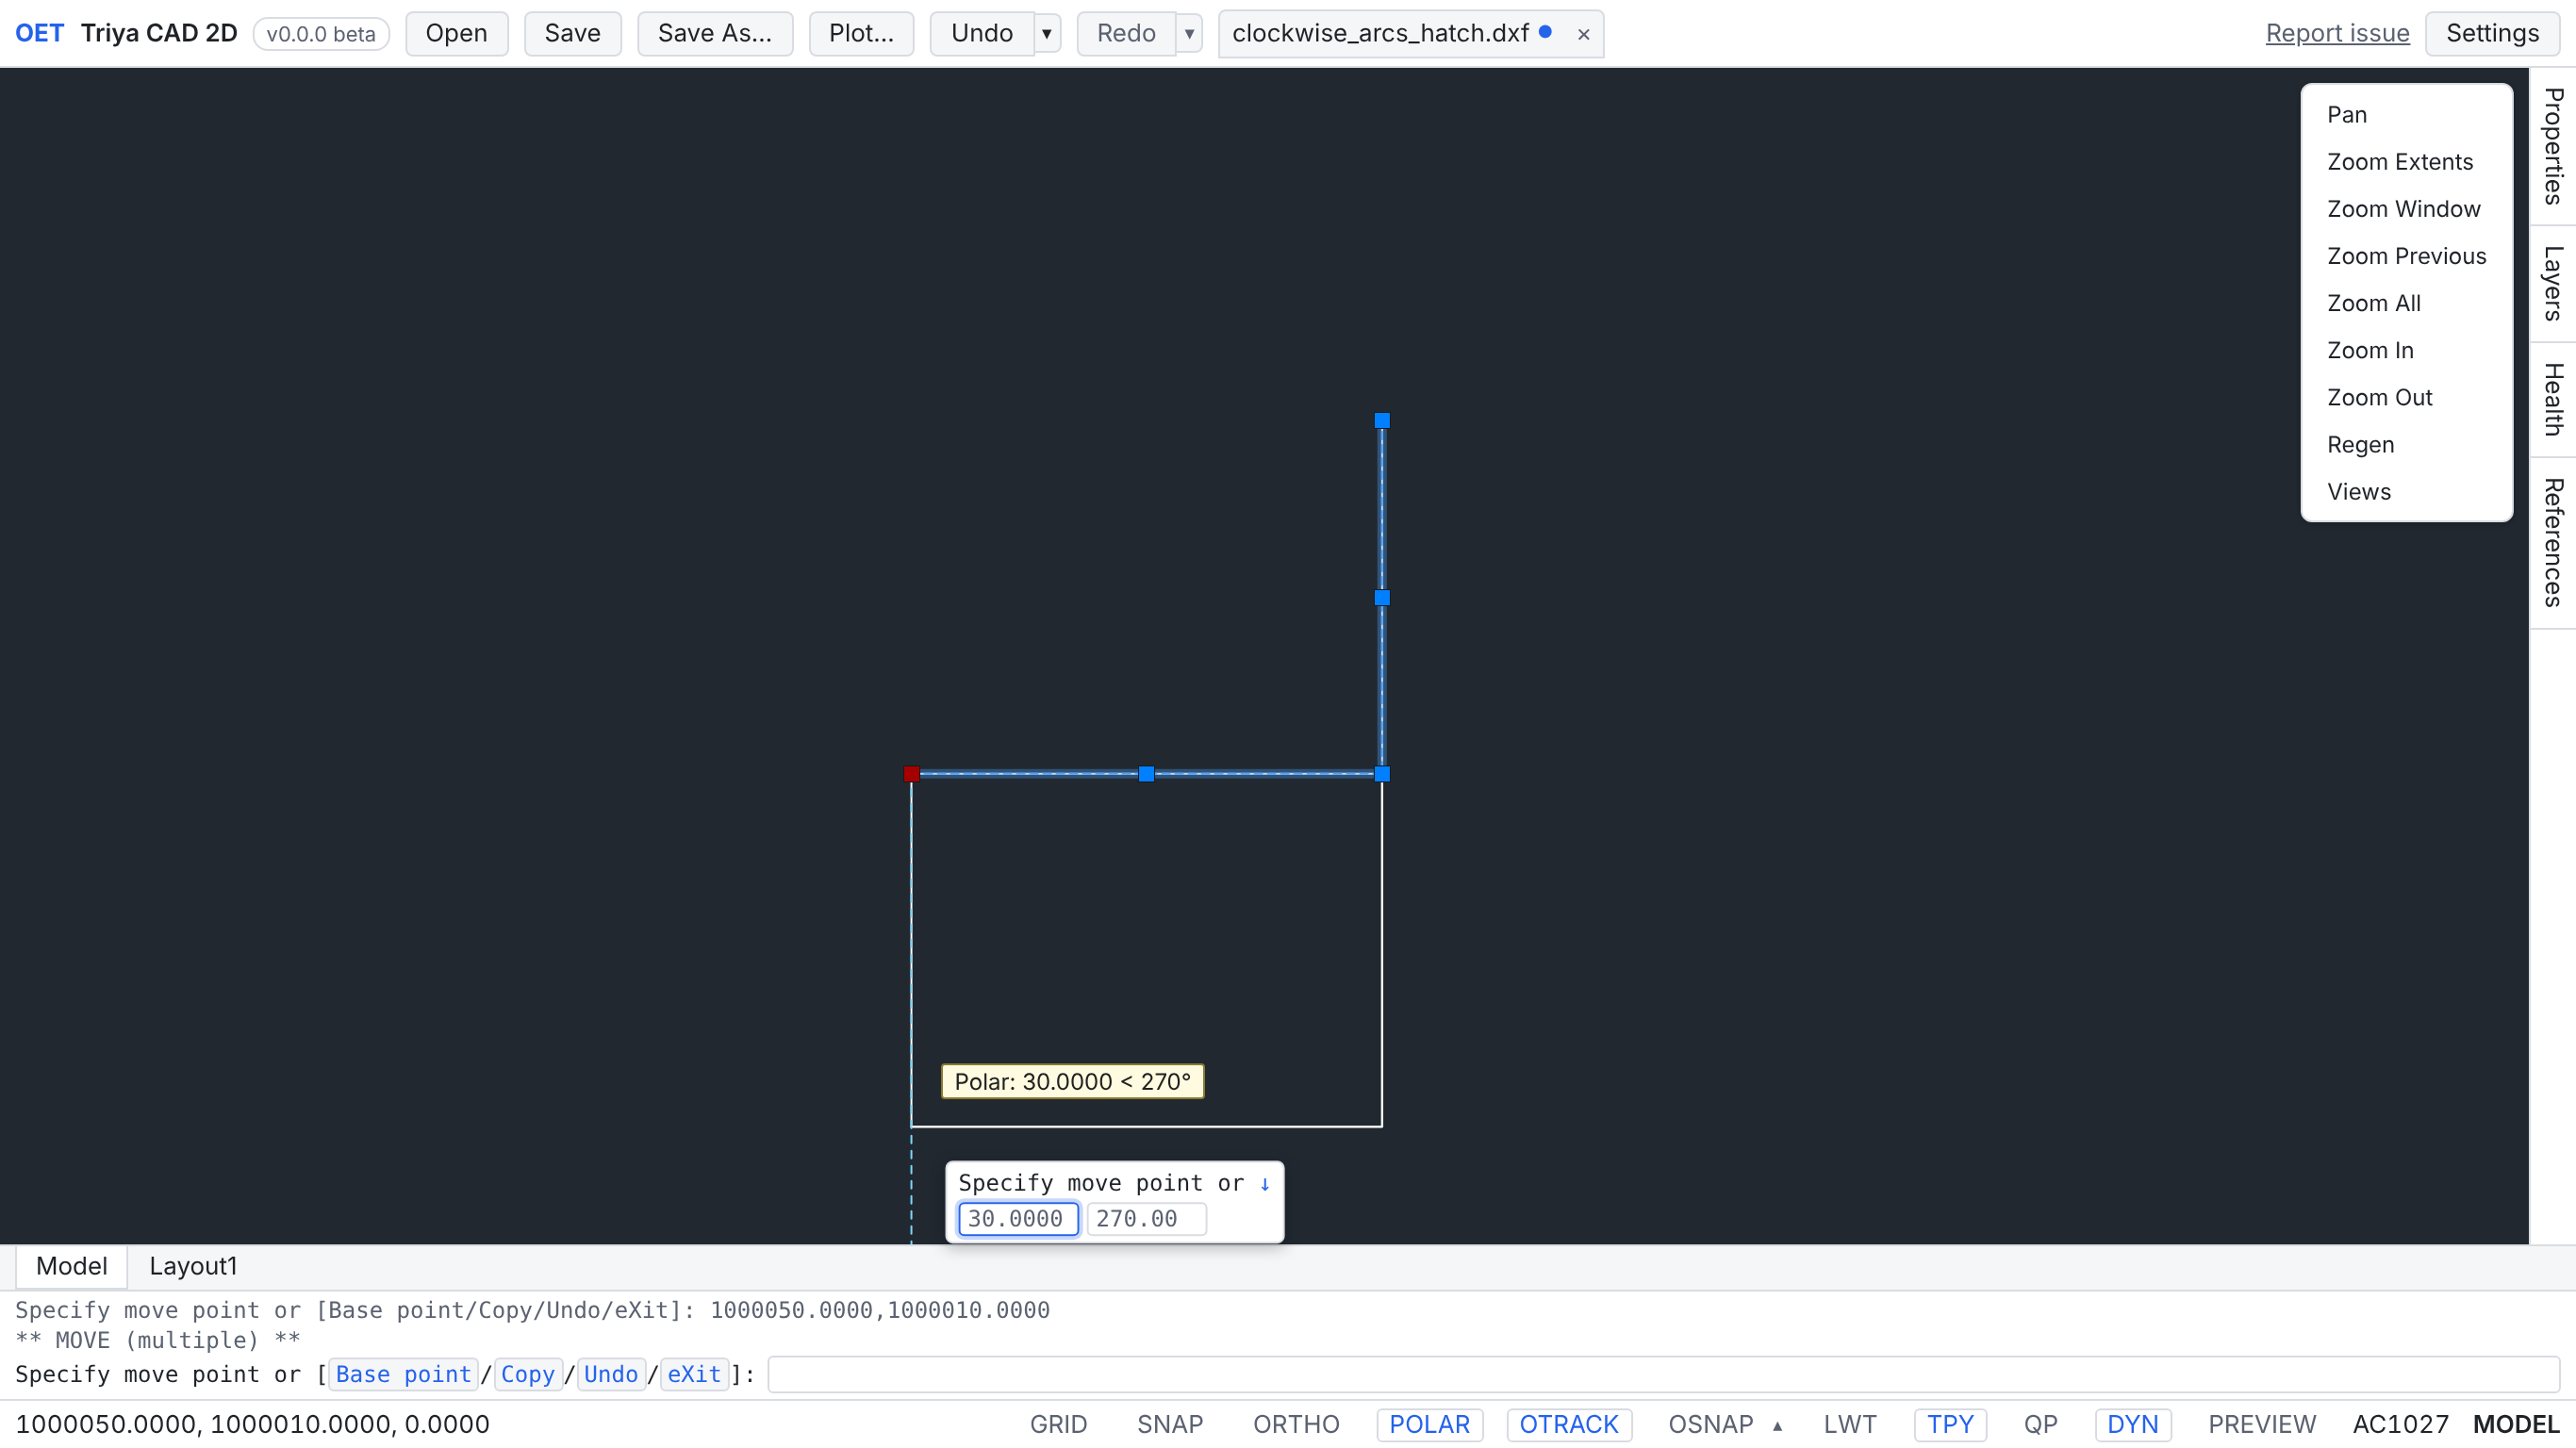 OET Triya CAD 2D v0.0.0 beta Open Save Save As... Plot... Undo ▾ Redo ▾ clockwise_arcs_hatch.dxf × Report issue Settings
Pan
Zoom Extents
Zoom Window
Zoom Previous
Zoom All
Zoom In
Zoom Out
Regen
Views
Properties
Layers
Health
References
Polar: 30.0000 < 270°
Specify move point or ↓
30.0000 270.00
Model Layout1
Specify move point or [Base point/Copy/Undo/eXit]: 1000050.0000,1000010.0000
** MOVE (multiple) **
Specify move point or [Base point/Copy/Undo/eXit]:
1000050.0000, 1000010.0000, 0.0000 GRID SNAP ORTHO POLAR OTRACK OSNAP ▴ LWT TPY QP DYN PREVIEW AC1027 MODEL